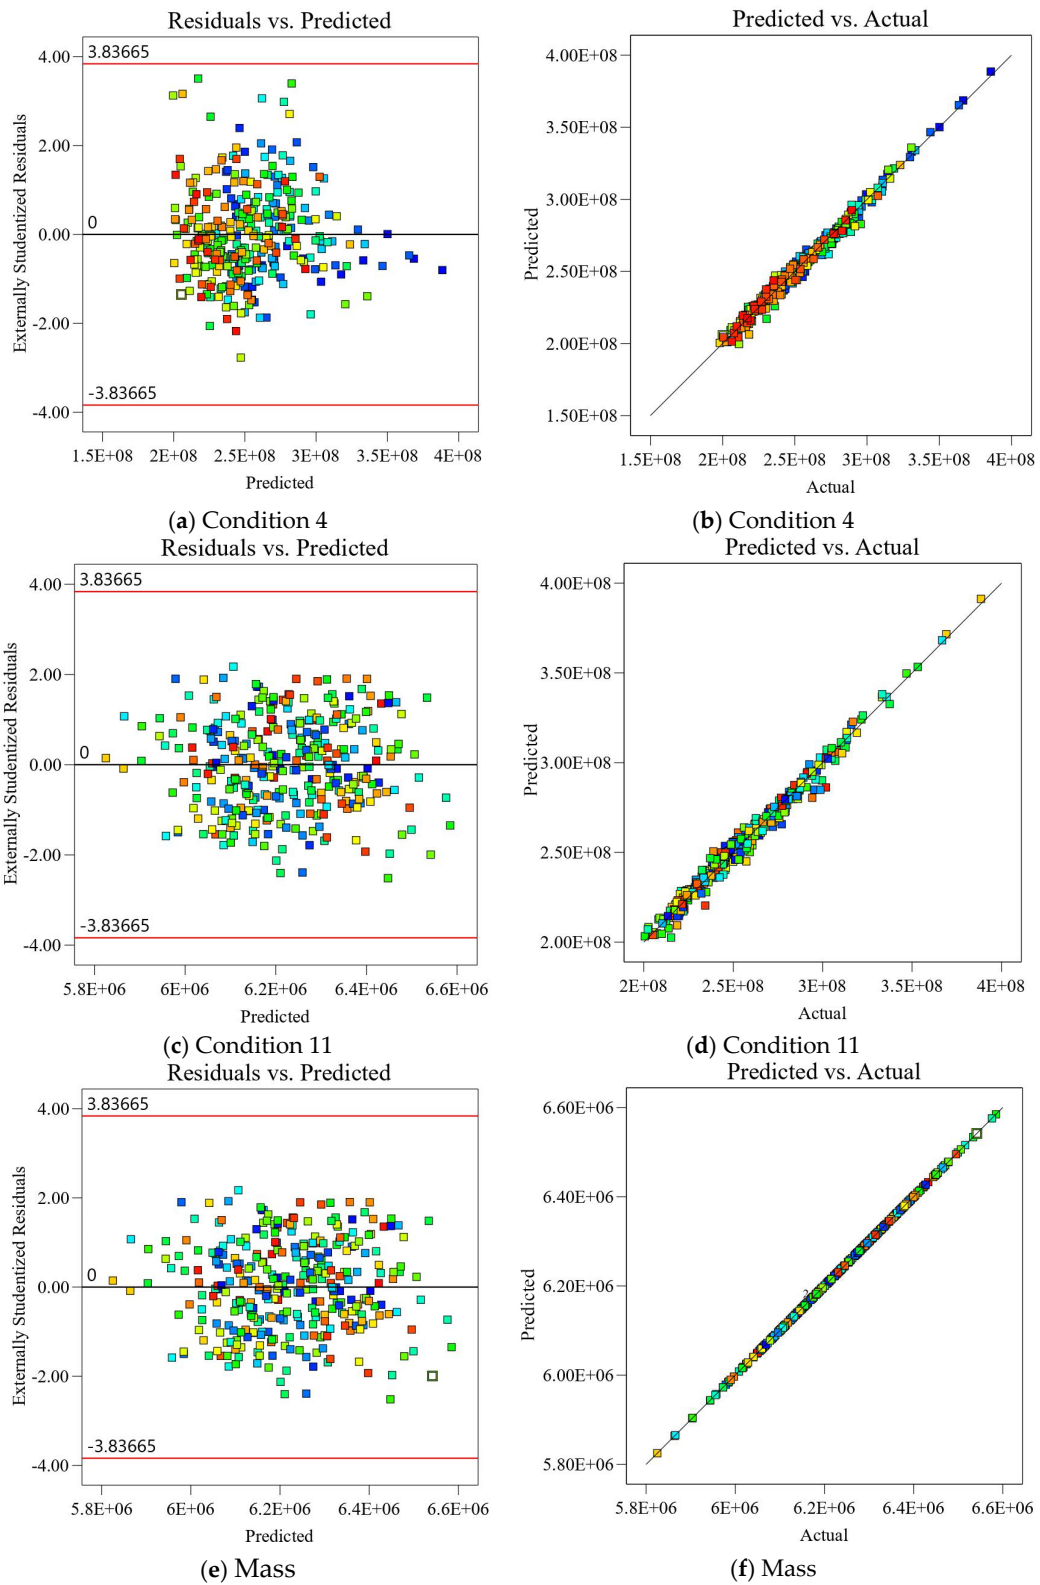 Residuals vs. Predicted
Externally Studentized Residuals
4.00
2.00
0.00
-2.00
-4.00
3.83665
0
-3.83665
1.5E+08 2E+08 2.5E+08 3E+08 3.5E+08 4E+08
Predicted
(a) Condition 4
Predicted vs. Actual
Predicted
4.00E+08
3.50E+08
3.00E+08
2.50E+08
2.00E+08
1.50E+08
1.5E+08 2E+08 2.5E+08 3E+08 3.5E+08 4E+08
Actual
(b) Condition 4
Residuals vs. Predicted
Externally Studentized Residuals
4.00
2.00
0.00
-2.00
-4.00
3.83665
0
-3.83665
5.8E+06 6E+06 6.2E+06 6.4E+06 6.6E+06
Predicted
(c) Condition 11
Predicted vs. Actual
Predicted
4.00E+08
3.50E+08
3.00E+08
2.50E+08
2.00E+08
2E+08 2.5E+08 3E+08 3.5E+08 4E+08
Actual
(d) Condition 11
Residuals vs. Predicted
Externally Studentized Residuals
4.00
2.00
0.00
-2.00
-4.00
3.83665
0
-3.83665
5.8E+06 6E+06 6.2E+06 6.4E+06 6.6E+06
Predicted
(e) Mass
Predicted vs. Actual
Predicted
6.60E+06
6.40E+06
6.20E+06
6.00E+06
5.80E+06
2
5.8E+06 6E+06 6.2E+06 6.4E+06 6.6E+06
Actual
(f) Mass